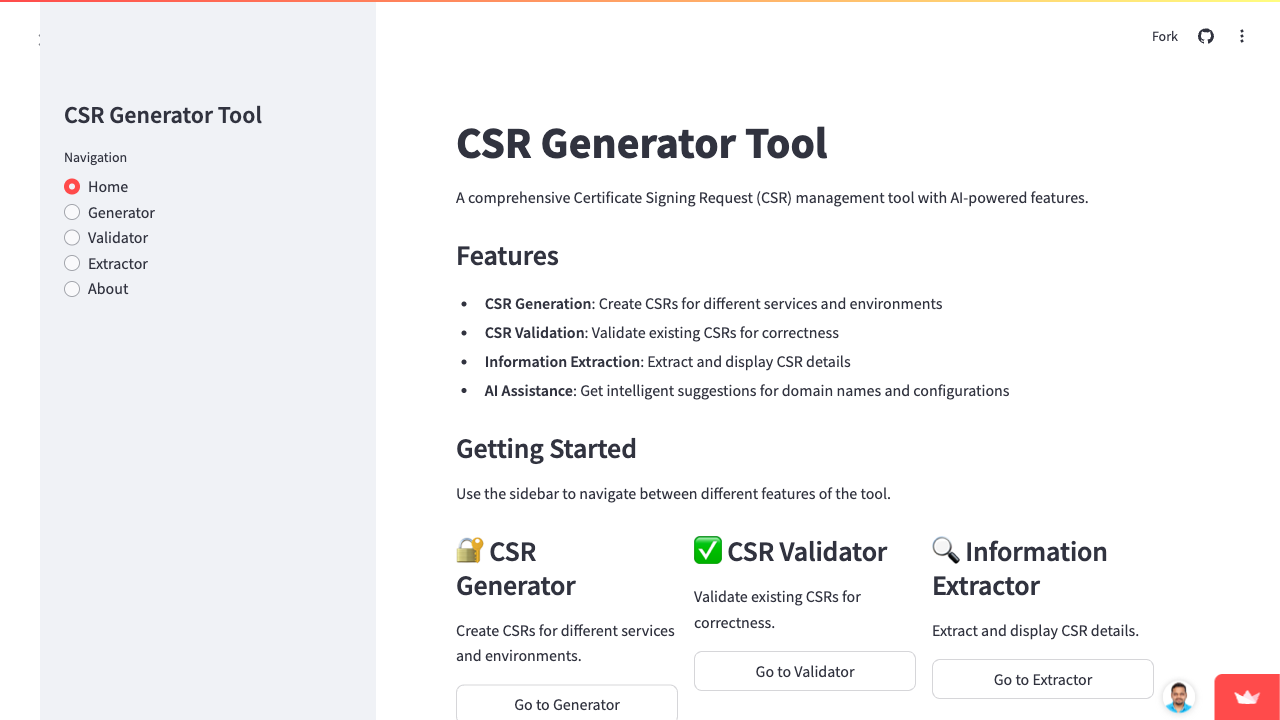 Fork
CSR Generator Tool
Navigation
Home
Generator
Validator
Extractor
About
CSR Generator Tool
A comprehensive Certificate Signing Request (CSR) management tool with AI-powered features.
Features
• CSR Generation: Create CSRs for different services and environments
• CSR Validation: Validate existing CSRs for correctness
• Information Extraction: Extract and display CSR details
• AI Assistance: Get intelligent suggestions for domain names and configurations
Getting Started
Use the sidebar to navigate between different features of the tool.
🔐 CSR
Generator
Create CSRs for different services
and environments.
Go to Generator
✅ CSR Validator
Validate existing CSRs for
correctness.
Go to Validator
🔍 Information
Extractor
Extract and display CSR details.
Go to Extractor